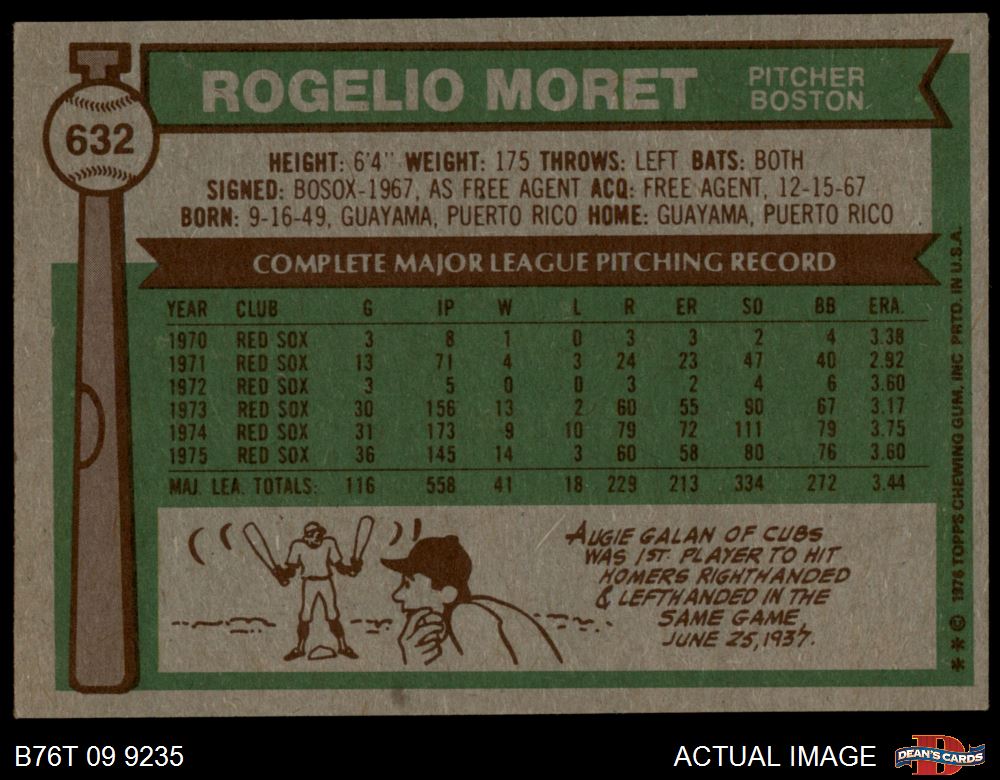 632
ROGELIO MORET
PITCHER
BOSTON
HEIGHT: 6'4" WEIGHT: 175 THROWS: LEFT BATS: BOTH
SIGNED: BOSOX-1967, AS FREE AGENT ACQ: FREE AGENT, 12-15-67
BORN: 9-16-49, GUAYAMA, PUERTO RICO HOME: GUAYAMA, PUERTO RICO
COMPLETE MAJOR LEAGUE PITCHING RECORD
YEAR CLUB G IP W L R ER SO BB ERA.
1970 RED SOX 3 8 1 0 3 3 2 4 3.38
1971 RED SOX 13 71 4 3 24 23 47 40 2.92
1972 RED SOX 3 5 0 0 3 2 4 6 3.60
1973 RED SOX 30 156 13 2 60 55 90 67 3.17
1974 RED SOX 31 173 9 10 79 72 111 79 3.75
1975 RED SOX 36 145 14 3 60 58 80 76 3.60
MAJ. LEA. TOTALS: 116 558 41 18 229 213 334 272 3.44
AUGIE GALAN OF CUBS
WAS 1ST. PLAYER TO HIT
HOMERS RIGHTHANDED
& LEFTHANDED IN THE
SAME GAME,
JUNE 25, 1937.
** © 1976 TOPPS CHEWING GUM, INC. PRTD. IN U.S.A.
B76T 09 9235
ACTUAL IMAGE
D
DEAN'S CARDS